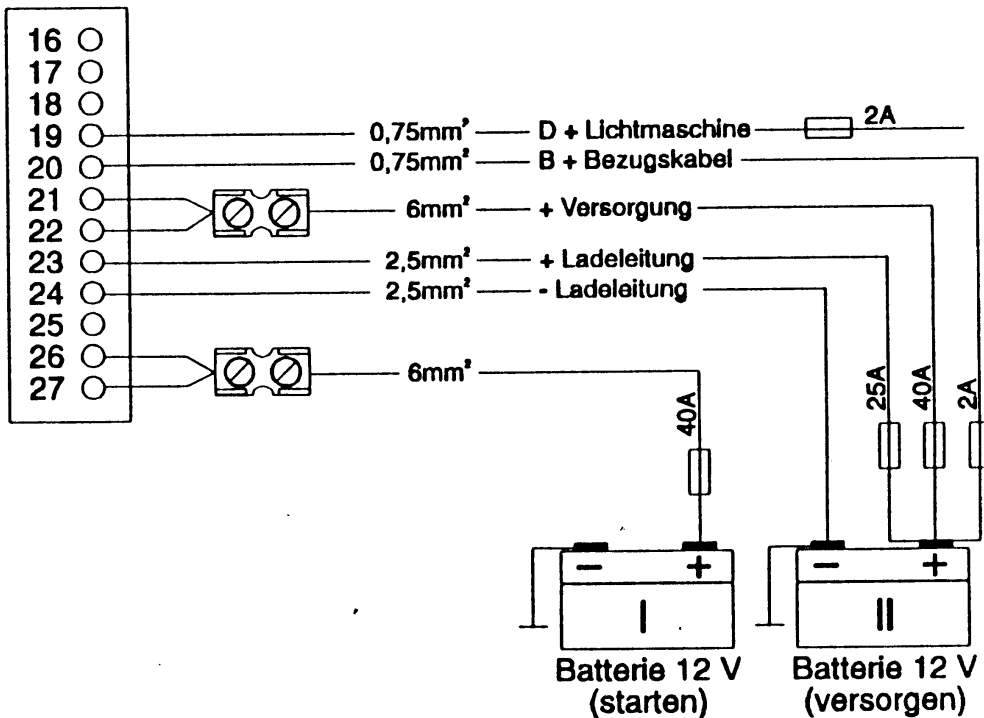 16
17
18
19 0,75mm² D + Lichtmaschine 2A
20 0,75mm² B + Bezugskabel
21
6mm² + Versorgung
22
23 2,5mm² + Ladeleitung
24 2,5mm² - Ladeleitung
25
26
6mm²
27
40A
25A
40A
2A
− +
I
Batterie 12 V
(starten)
− +
II
Batterie 12 V
(versorgen)